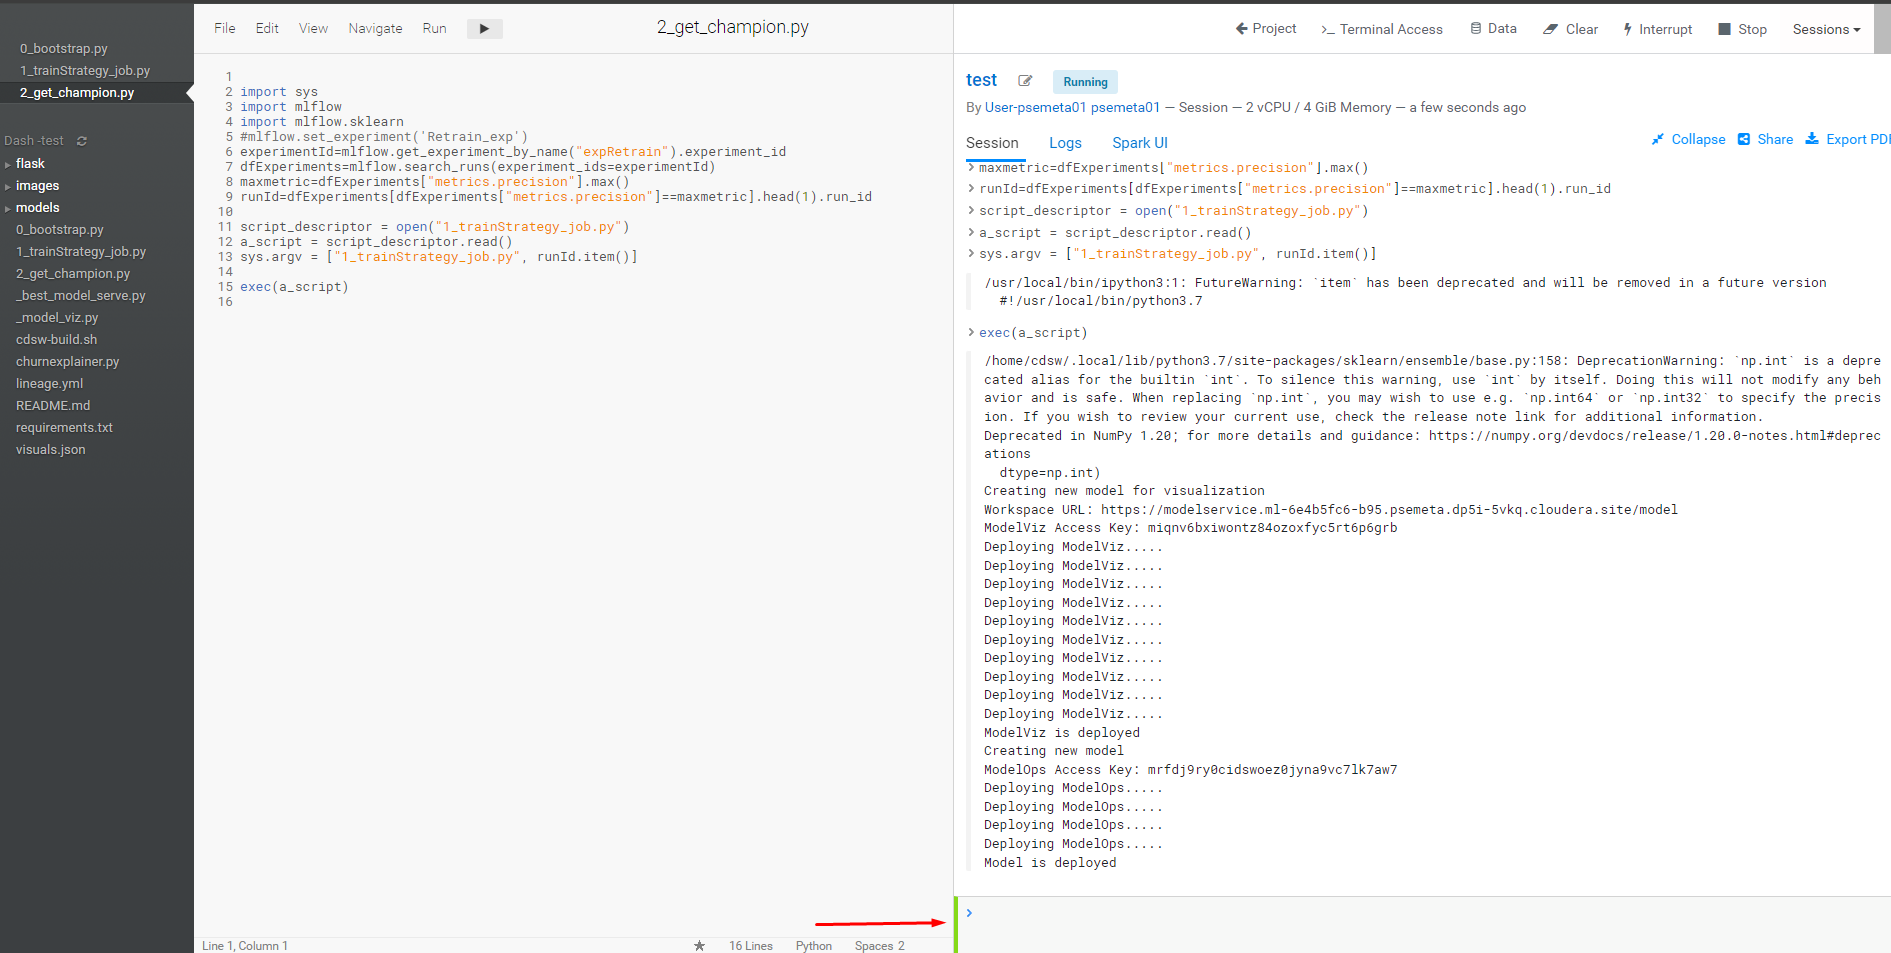 0_bootstrap.py
1_trainStrategy_job.py
2_get_champion.py
Dash -test
flask
images
models
0_bootstrap.py
1_trainStrategy_job.py
2_get_champion.py
_best_model_serve.py
_model_viz.py
cdsw-build.sh
churnexplainer.py
lineage.yml
README.md
requirements.txt
visuals.json
File Edit View Navigate Run 2_get_champion.py
1
2 import sys
3 import mlflow
4 import mlflow.sklearn
5 #mlflow.set_experiment('Retrain_exp')
6 experimentId=mlflow.get_experiment_by_name("expRetrain").experiment_id
7 dfExperiments=mlflow.search_runs(experiment_ids=experimentId)
8 maxmetric=dfExperiments["metrics.precision"].max()
9 runId=dfExperiments[dfExperiments["metrics.precision"]==maxmetric].head(1).run_id
10
11 script_descriptor = open("1_trainStrategy_job.py")
12 a_script = script_descriptor.read()
13 sys.argv = ["1_trainStrategy_job.py", runId.item()]
14
15 exec(a_script)
16
Line 1, Column 1 ★ 16 Lines Python Spaces 2
Project >_ Terminal Access Data Clear Interrupt Stop Sessions
test Running
By User-psemeta01 psemeta01 — Session — 2 vCPU / 4 GiB Memory — a few seconds ago
Session Logs Spark UI Collapse Share Export PDF
> maxmetric=dfExperiments["metrics.precision"].max()
> runId=dfExperiments[dfExperiments["metrics.precision"]==maxmetric].head(1).run_id
> script_descriptor = open("1_trainStrategy_job.py")
> a_script = script_descriptor.read()
> sys.argv = ["1_trainStrategy_job.py", runId.item()]
/usr/local/bin/ipython3:1: FutureWarning: `item` has been deprecated and will be removed in a future version
#!/usr/local/bin/python3.7
> exec(a_script)
/home/cdsw/.local/lib/python3.7/site-packages/sklearn/ensemble/base.py:158: DeprecationWarning: `np.int` is a depre
cated alias for the builtin `int`. To silence this warning, use `int` by itself. Doing this will not modify any beh
avior and is safe. When replacing `np.int`, you may wish to use e.g. `np.int64` or `np.int32` to specify the precis
ion. If you wish to review your current use, check the release note link for additional information.
Deprecated in NumPy 1.20; for more details and guidance: https://numpy.org/devdocs/release/1.20.0-notes.html#deprec
ations
dtype=np.int)
Creating new model for visualization
Workspace URL: https://modelservice.ml-6e4b5fc6-b95.psemeta.dp5i-5vkq.cloudera.site/model
ModelViz Access Key: miqnv6bxiwontz84ozoxfyc5rt6p6grb
Deploying ModelViz.....
Deploying ModelViz.....
Deploying ModelViz.....
Deploying ModelViz.....
Deploying ModelViz.....
Deploying ModelViz.....
Deploying ModelViz.....
Deploying ModelViz.....
Deploying ModelViz.....
Deploying ModelViz.....
ModelViz is deployed
Creating new model
ModelOps Access Key: mrfdj9ry0cidswoez0jyna9vc7lk7aw7
Deploying ModelOps.....
Deploying ModelOps.....
Deploying ModelOps.....
Deploying ModelOps.....
Model is deployed
>